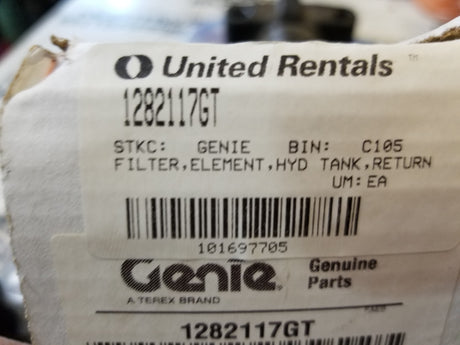 United Rentals™
1282117GT
STKC: GENIE BIN: C105
FILTER,ELEMENT,HYD TANK,RETURN
UM: EA
101697705
Genie. Genuine
Parts
A TEREX BRAND
1282117GT